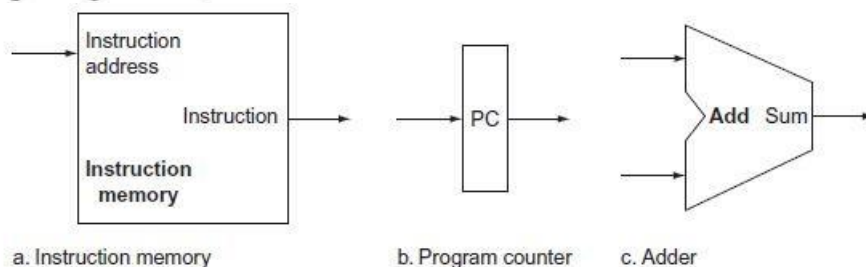 Instruction
address
Instruction
Instruction
memory
PC
Add Sum
a. Instruction memory
b. Program counter
c. Adder